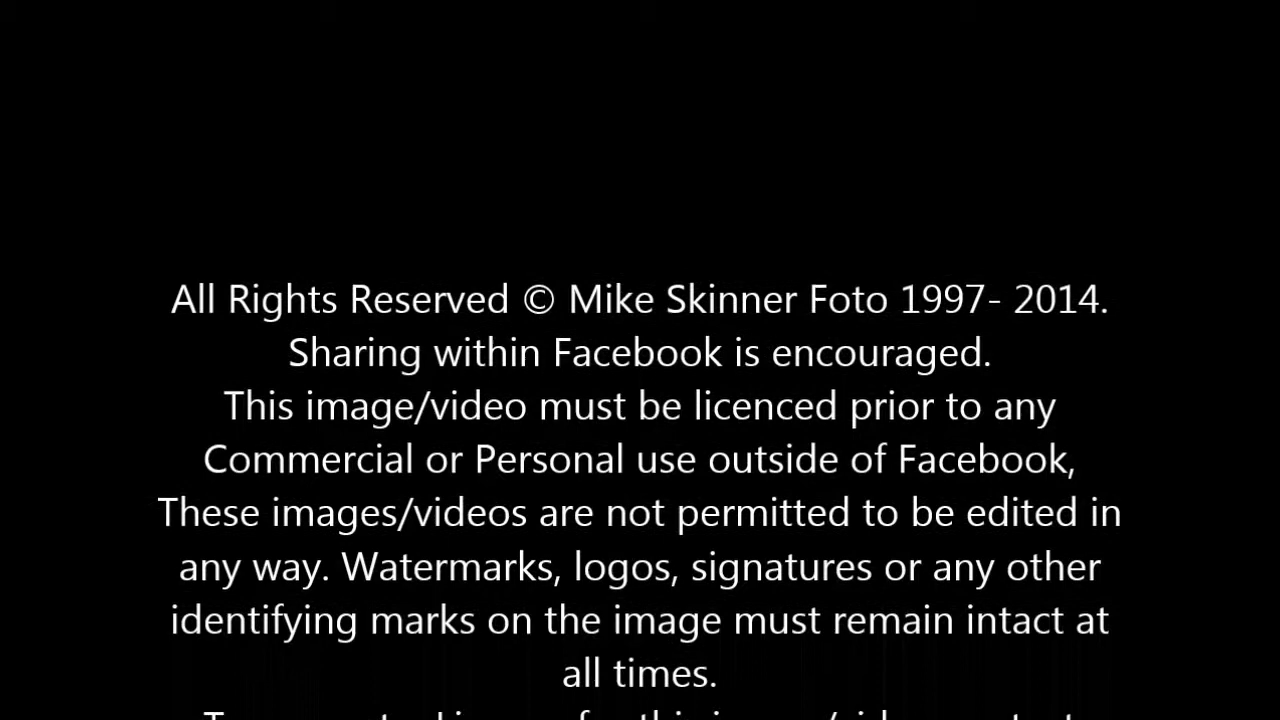 All Rights Reserved © Mike Skinner Foto 1997- 2014.
Sharing within Facebook is encouraged.
This image/video must be licenced prior to any
Commercial or Personal use outside of Facebook,
These images/videos are not permitted to be edited in
any way. Watermarks, logos, signatures or any other
identifying marks on the image must remain intact at
all times.